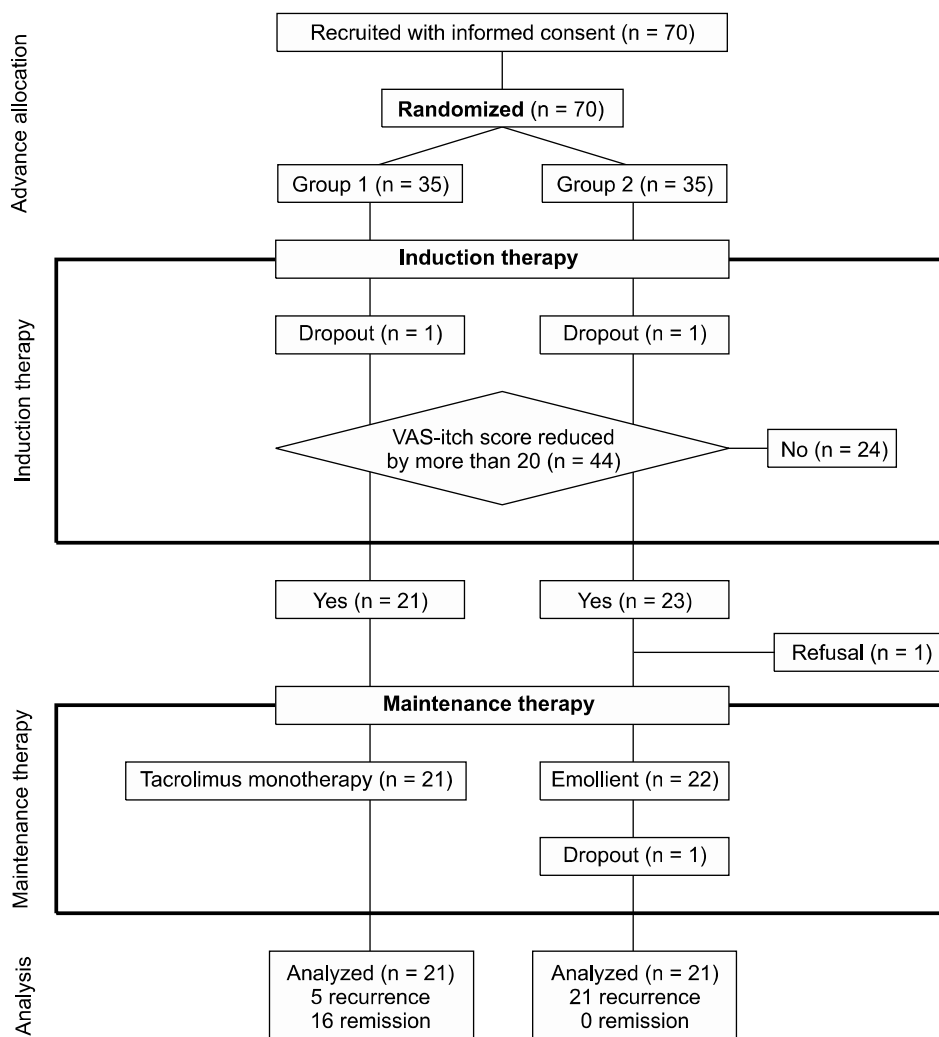 Advance allocation
Recruited with informed consent (n = 70)
Randomized (n = 70)
Group 1 (n = 35)
Group 2 (n = 35)
Induction therapy
Induction therapy
Dropout (n = 1)
Dropout (n = 1)
VAS-itch score reduced
by more than 20 (n = 44)
No (n = 24)
Yes (n = 21)
Yes (n = 23)
Refusal (n = 1)
Maintenance therapy
Maintenance therapy
Tacrolimus monotherapy (n = 21)
Emollient (n = 22)
Dropout (n = 1)
Analysis
Analyzed (n = 21)
5 recurrence
16 remission
Analyzed (n = 21)
21 recurrence
0 remission